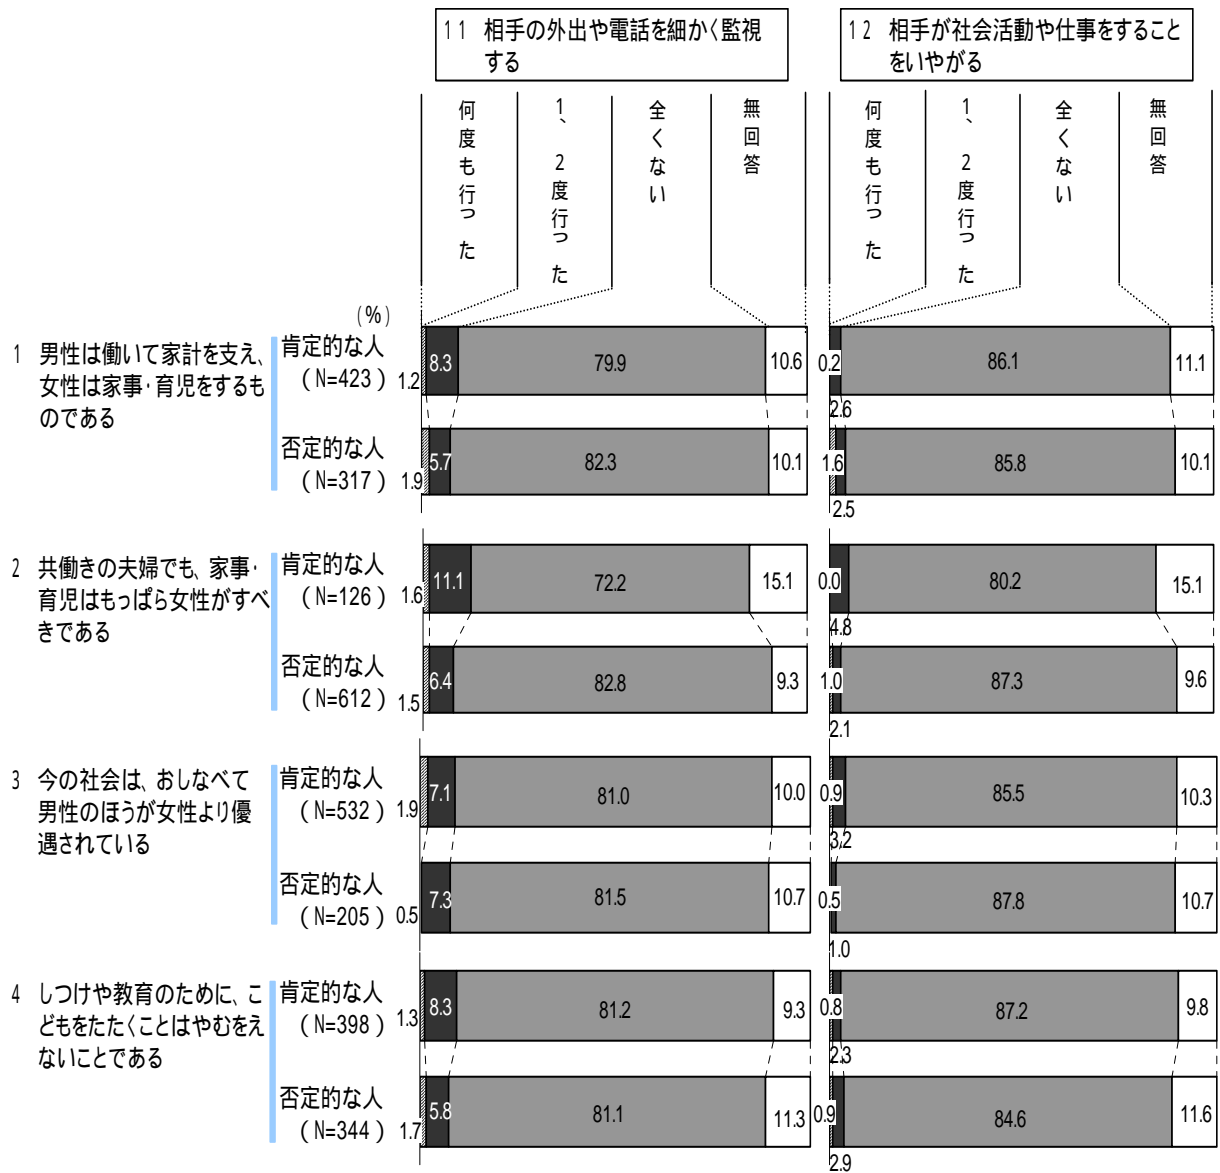 11 相手の外出や電話を細かく監視
する
12 相手が社会活動や仕事をすること
をいやがる
何度も行った
1、2度行った
全くない
無回答
何度も行った
1、2度行った
全くない
無回答
(%)
1 男性は働いて家計を支え、
女性は家事・育児をするも
のである
肯定的な人
(N=423)
1.2 8.3 79.9 10.6
0.2 2.6 86.1 11.1
否定的な人
(N=317)
1.9 5.7 82.3 10.1
1.6 2.5 85.8 10.1
2 共働きの夫婦でも、家事・
育児はもっぱら女性がすべ
きである
肯定的な人
(N=126)
1.6 11.1 72.2 15.1
0.0 4.8 80.2 15.1
否定的な人
(N=612)
1.5 6.4 82.8 9.3
1.0 2.1 87.3 9.6
3 今の社会は、おしなべて
男性のほうが女性より優
遇されている
肯定的な人
(N=532)
1.9 7.1 81.0 10.0
0.9 3.2 85.5 10.3
否定的な人
(N=205)
0.5 7.3 81.5 10.7
0.5 1.0 87.8 10.7
4 しつけや教育のために、こ
どもをたたくことはやむをえ
ないことである
肯定的な人
(N=398)
1.3 8.3 81.2 9.3
0.8 2.3 87.2 9.8
否定的な人
(N=344)
1.7 5.8 81.1 11.3
0.9 2.9 84.6 11.6